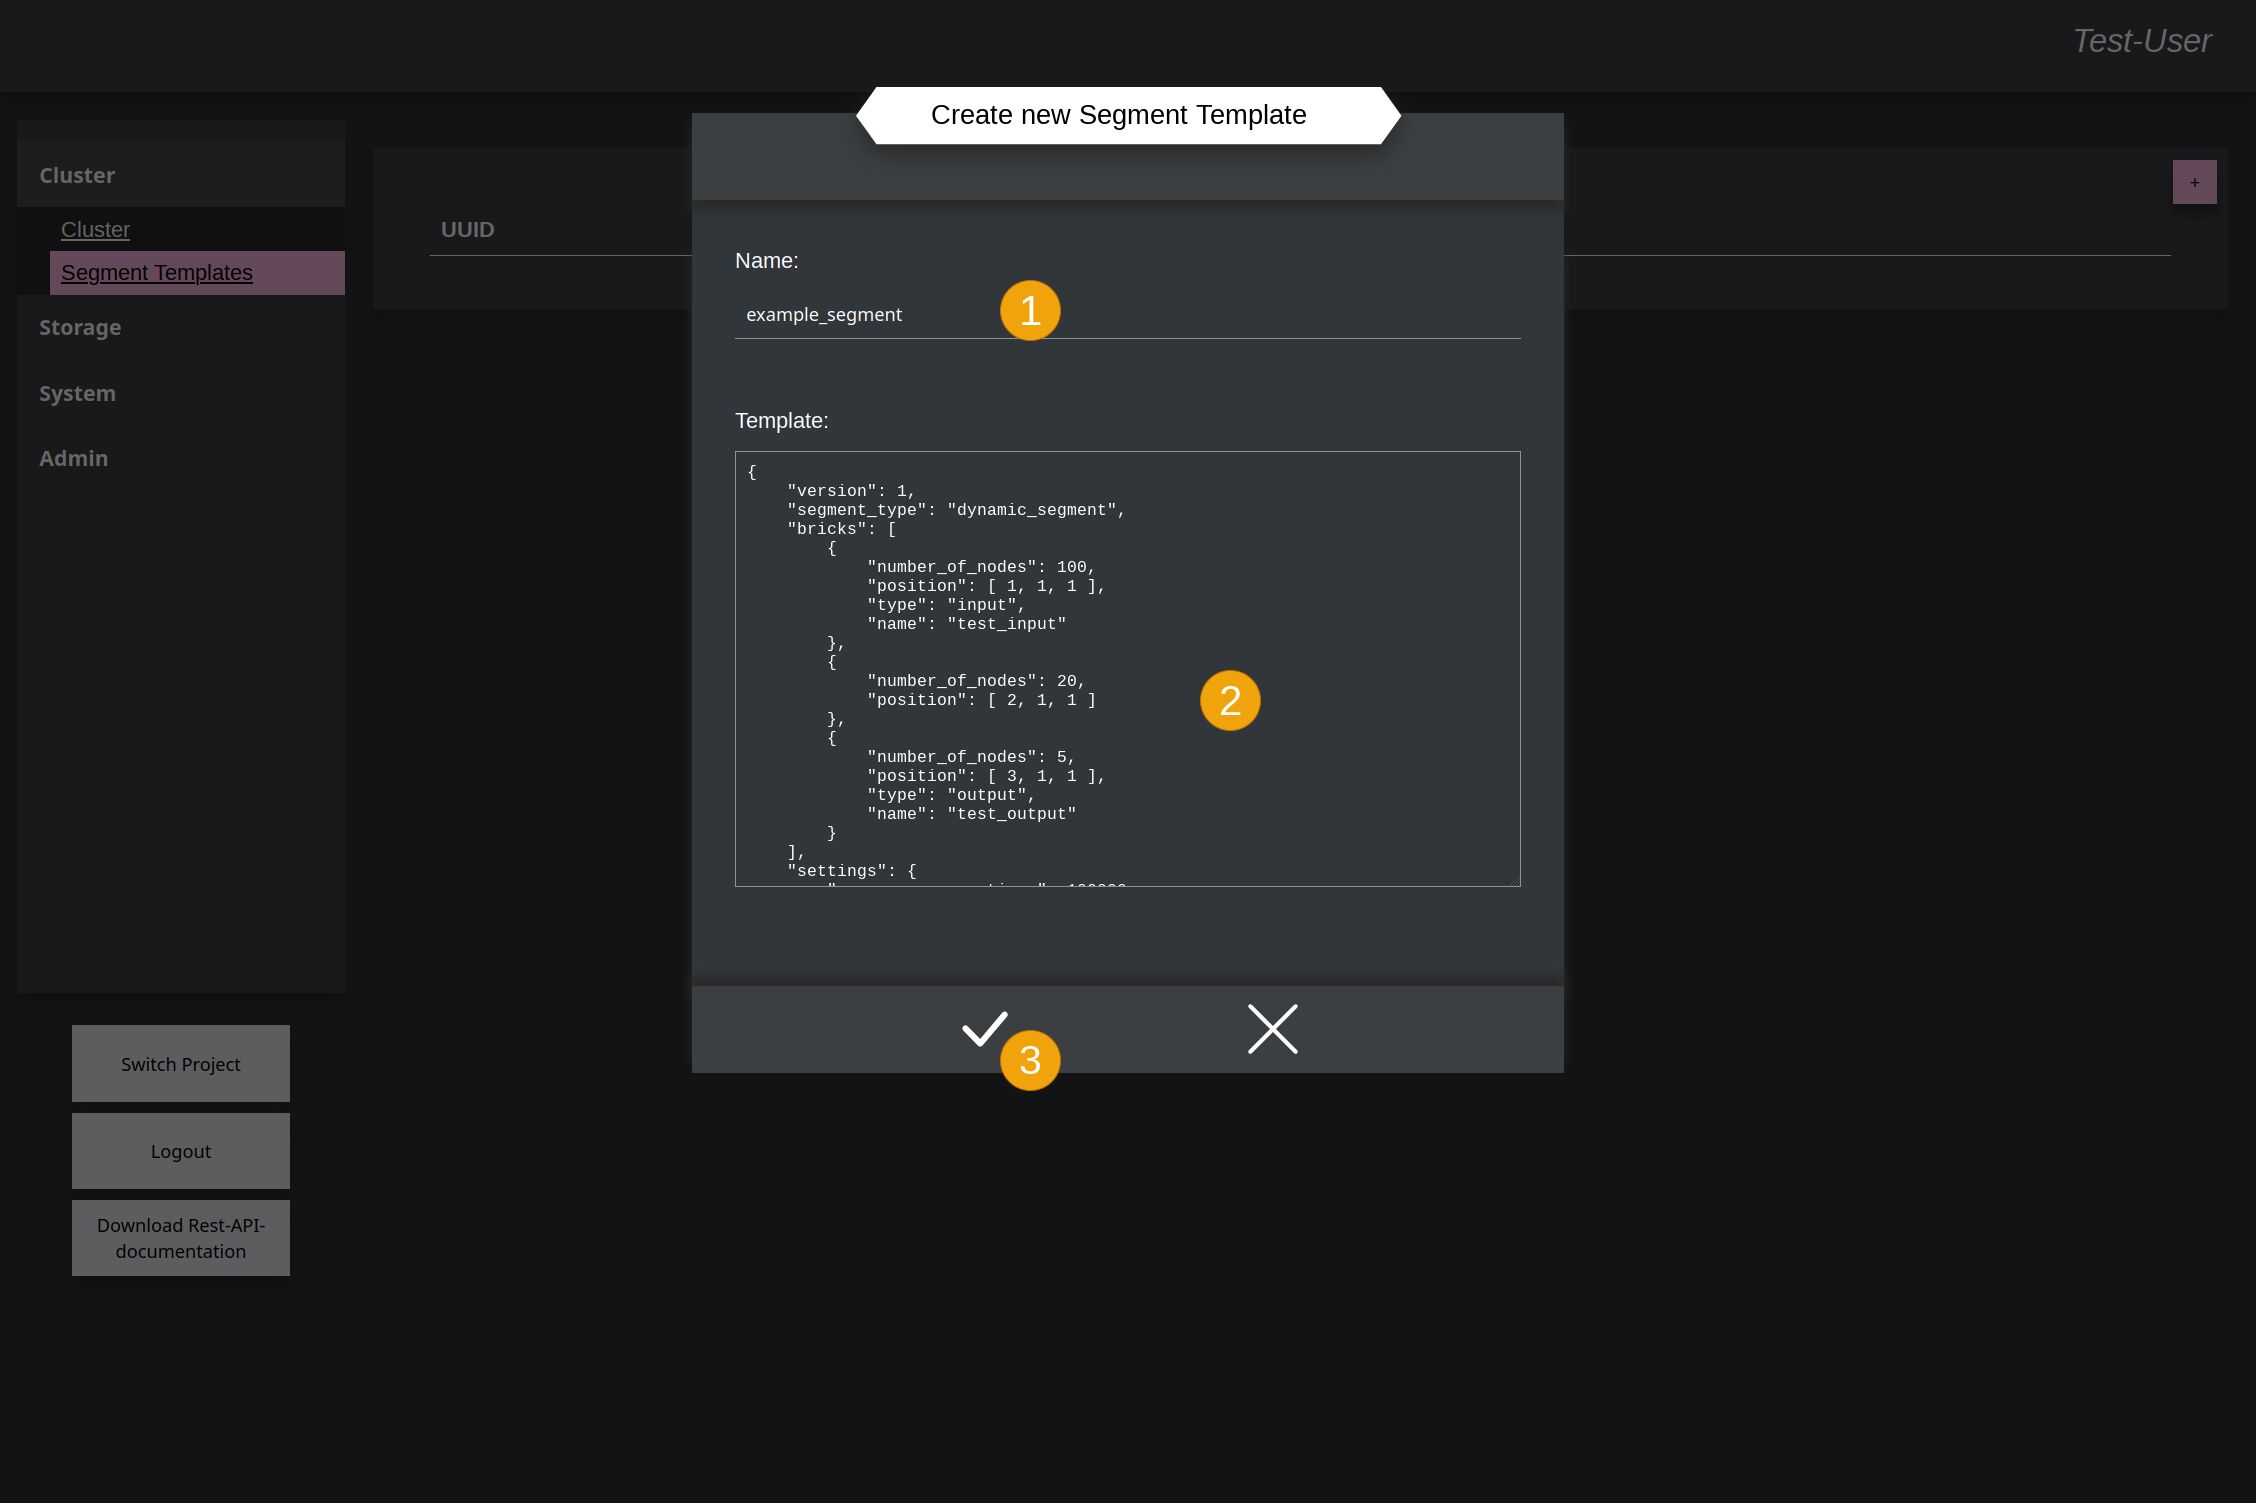 Test-User
Create new Segment Template
Cluster
Cluster
Segment Templates
Storage
System
Admin
UUID
+
Name:
example_segment
1
Template:
{
    "version": 1,
    "segment_type": "dynamic_segment",
    "bricks": [
        {
            "number_of_nodes": 100,
            "position": [ 1, 1, 1 ],
            "type": "input",
            "name": "test_input"
        },
        {
            "number_of_nodes": 20,
            "position": [ 2, 1, 1 ]
        },
        {
            "number_of_nodes": 5,
            "position": [ 3, 1, 1 ],
            "type": "output",
            "name": "test_output"
        }
    ],
    "settings": {
2
3
Switch Project
Logout
Download Rest-API-
documentation